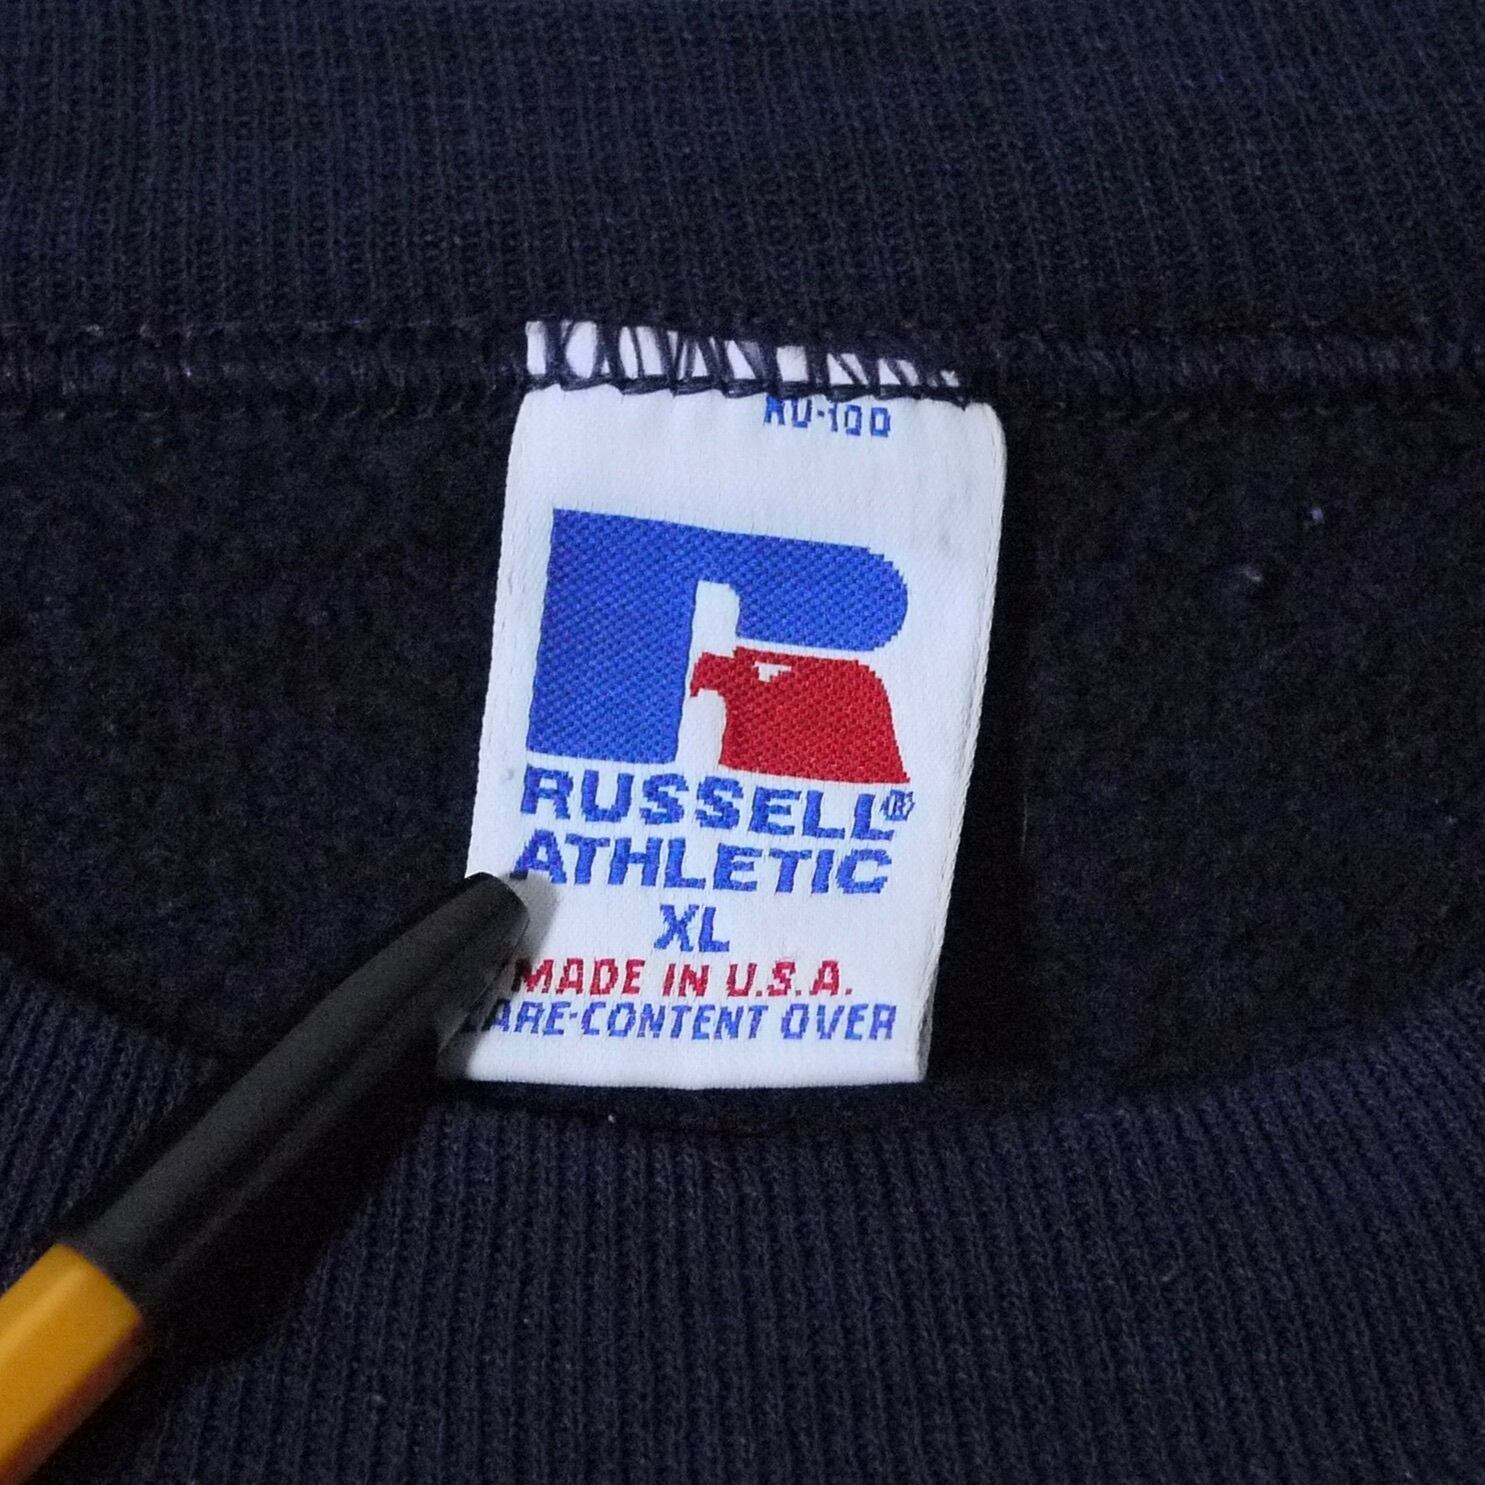 RU-100
RUSSELL®
ATHLETIC
XL
MADE IN U.S.A.
CARE-CONTENT OVER